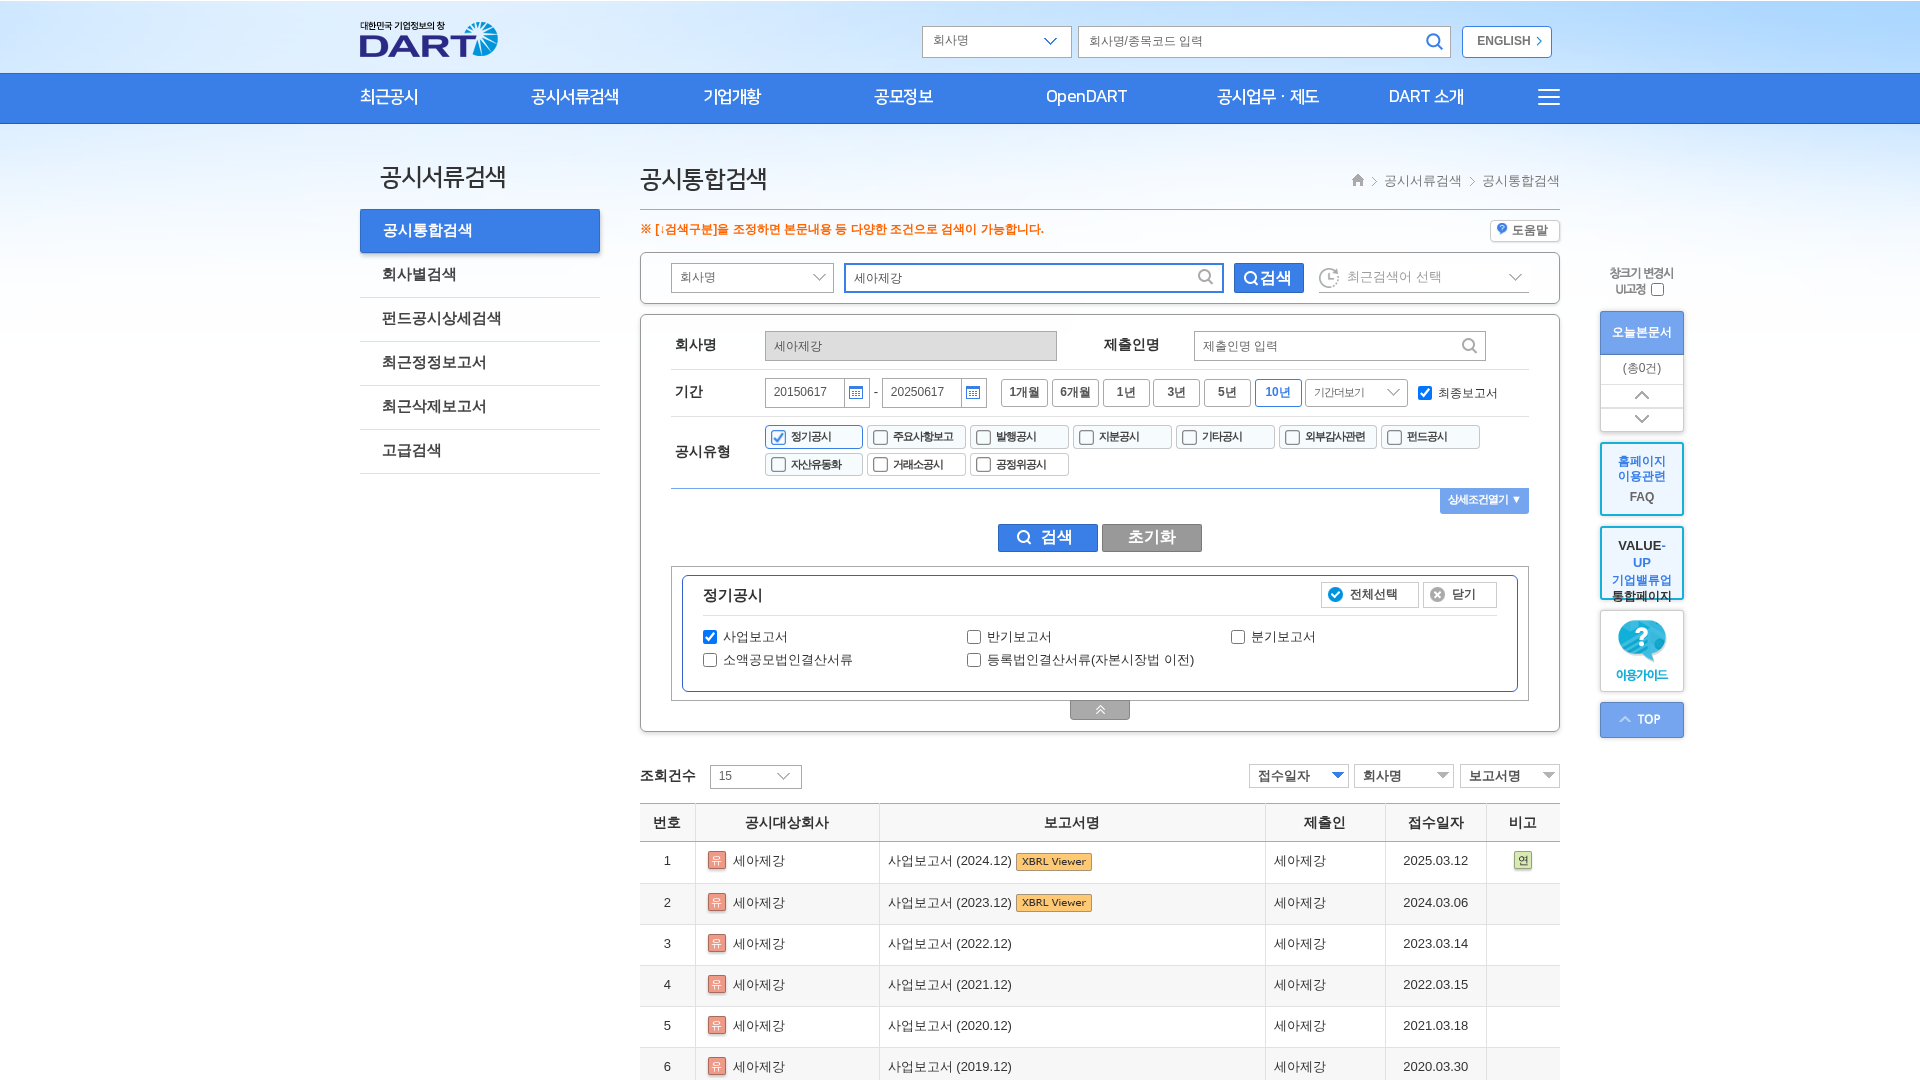 대한민국 기업정보의 창
DART
회사명
회사명/종목코드 입력
ENGLISH
최근공시 공시서류검색 기업개황 공모정보 OpenDART 공시업무 · 제도 DART 소개
공시서류검색
공시통합검색
회사별검색
펀드공시상세검색
최근정정보고서
최근삭제보고서
고급검색
공시통합검색
공시서류검색 공시통합검색
※ [↓검색구분]을 조정하면 본문내용 등 다양한 조건으로 검색이 가능합니다.
도움말
회사명 세아제강 검색 최근검색어 선택
회사명 세아제강 제출인명 제출인명 입력
기간 20150617 - 20250617 1개월 6개월 1년 3년 5년 10년 기간더보기 최종보고서
공시유형 정기공시 주요사항보고 발행공시 지분공시 기타공시 외부감사관련 펀드공시
자산유동화 거래소공시 공정위공시
상세조건열기 ▼
검색 초기화
정기공시 전체선택 닫기
사업보고서 반기보고서 분기보고서
소액공모법인결산서류 등록법인결산서류(자본시장법 이전)
조회건수 15 접수일자 회사명 보고서명
번호 공시대상회사 보고서명 제출인 접수일자 비고
1 유 세아제강 사업보고서 (2024.12) XBRL Viewer 세아제강 2025.03.12 연
2 유 세아제강 사업보고서 (2023.12) XBRL Viewer 세아제강 2024.03.06
3 유 세아제강 사업보고서 (2022.12) 세아제강 2023.03.14
4 유 세아제강 사업보고서 (2021.12) 세아제강 2022.03.15
5 유 세아제강 사업보고서 (2020.12) 세아제강 2021.03.18
6 유 세아제강 사업보고서 (2019.12) 세아제강 2020.03.30
창크기 변경시
UI고정
오늘본문서
(총0건)
홈페이지
이용관련
FAQ
VALUE-
UP
기업밸류업
통합페이지
?
이용가이드
TOP